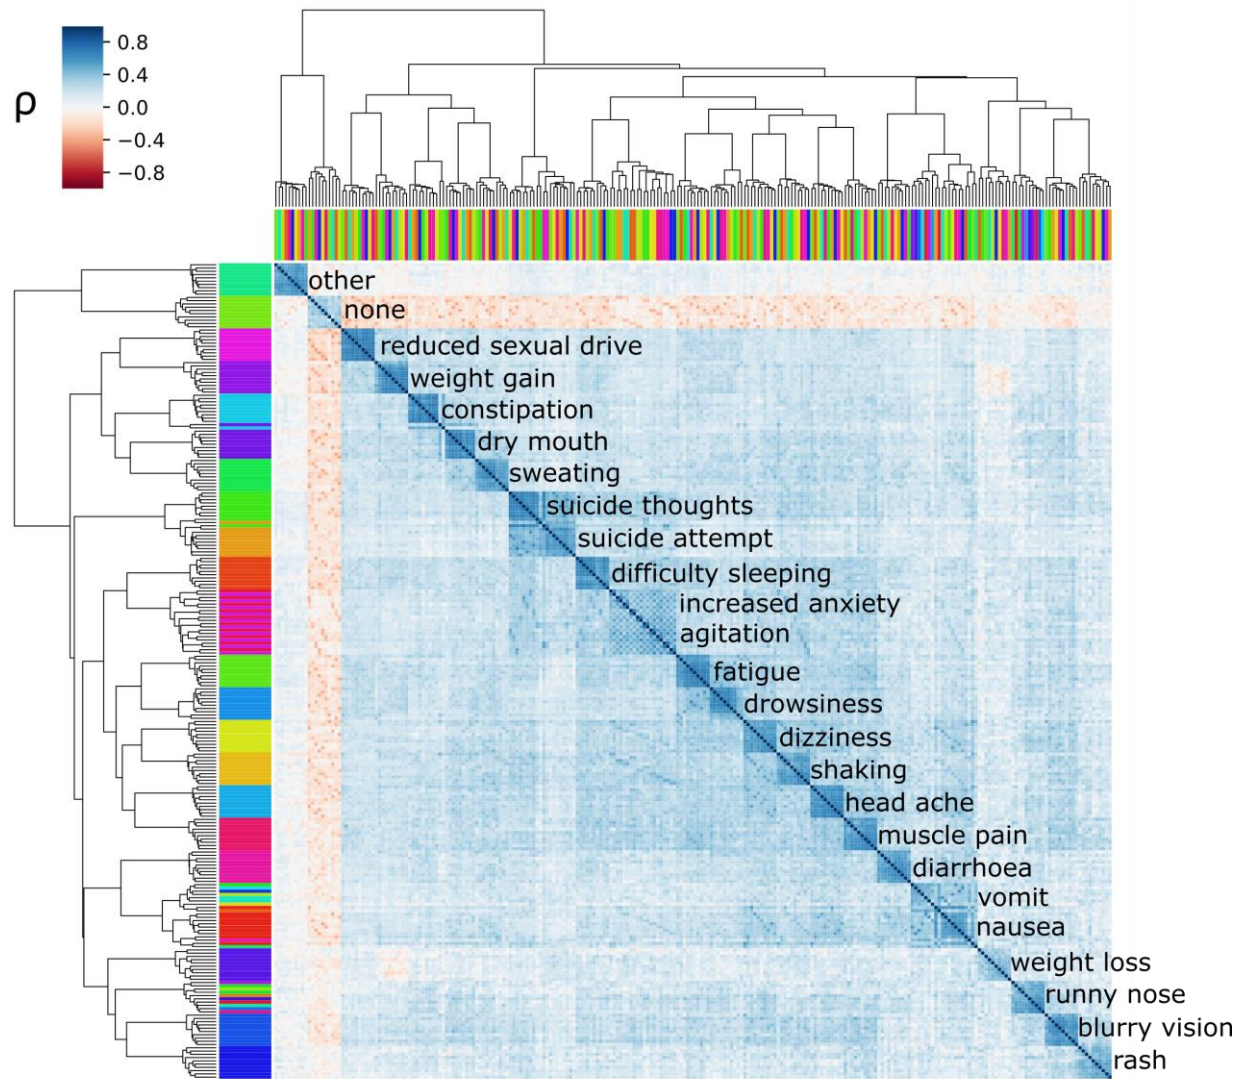 ρ
0.8
0.4
0.0
−0.4
−0.8
other
none
reduced sexual drive
weight gain
constipation
dry mouth
sweating
suicide thoughts
suicide attempt
difficulty sleeping
increased anxiety
agitation
fatigue
drowsiness
dizziness
shaking
head ache
muscle pain
diarrhoea
vomit
nausea
weight loss
runny nose
blurry vision
rash